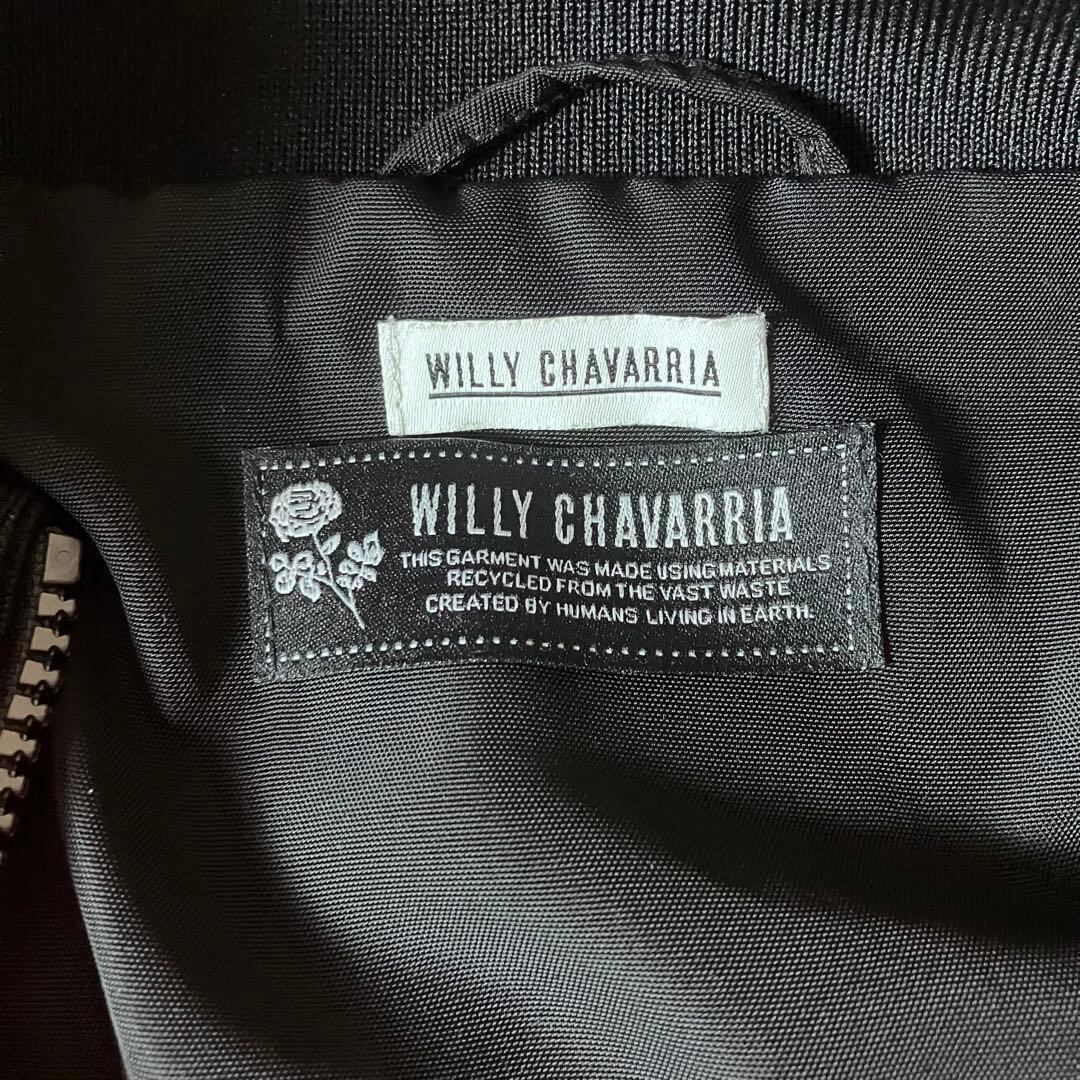 WILLY CHAVARRIA
WILLY CHAVARRIA
THIS GARMENT WAS MADE USING MATERIALS
RECYCLED FROM THE VAST WASTE
CREATED BY HUMANS LIVING IN EARTH.